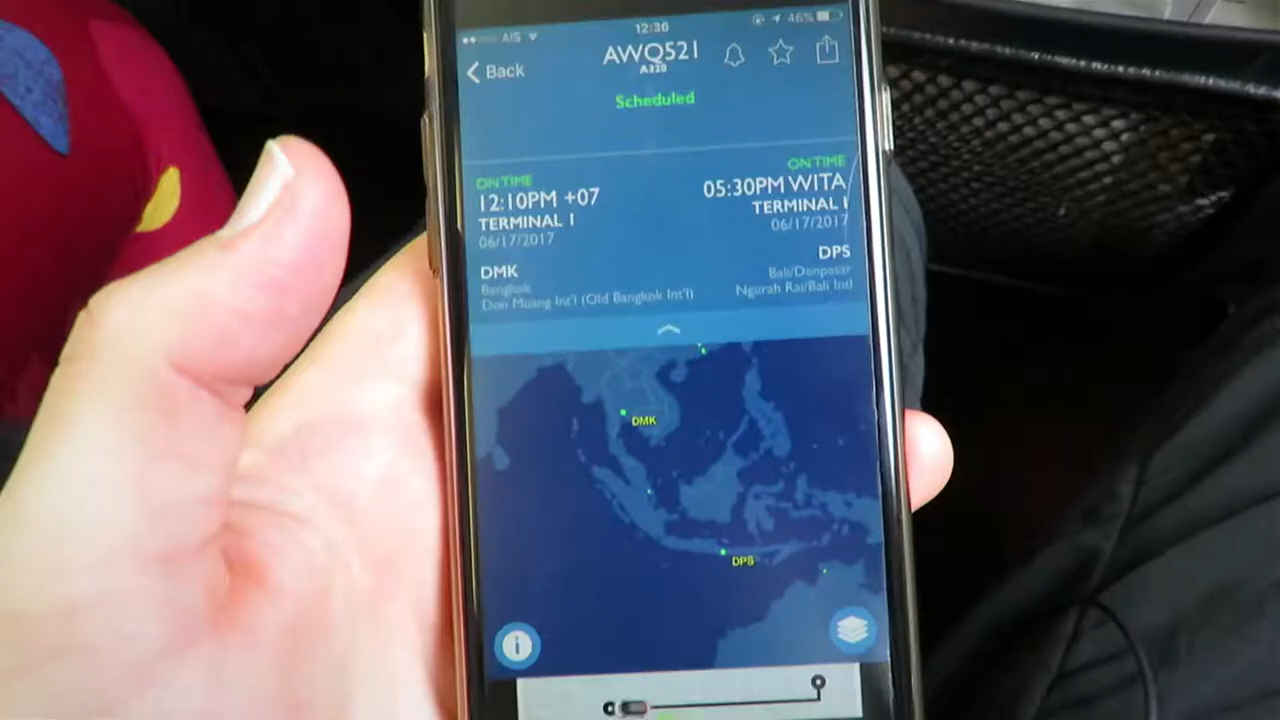 AIS 12:36 46%
Back AWQ521
A320
Scheduled
ON TIME
12:10PM +07
TERMINAL 1
06/17/2017
DMK
Bangkok
Don Muang Int'l (Old Bangkok Int'l)
ON TIME
05:30PM WITA
TERMINAL I
06/17/2017
DPS
Bali/Denpasar
Ngurah Rai/Bali Intl
DMK
DPS
i